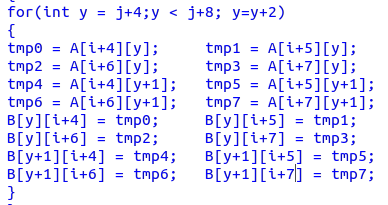 for(int y = j+4;y < j+8; y=y+2)
{
tmp0 = A[i+4][y];   tmp1 = A[i+5][y];
tmp2 = A[i+6][y];   tmp3 = A[i+7][y];
tmp4 = A[i+4][y+1];   tmp5 = A[i+5][y+1];
tmp6 = A[i+6][y+1];   tmp7 = A[i+7][y+1];
B[y][i+4] = tmp0;   B[y][i+5] = tmp1;
B[y][i+6] = tmp2;   B[y][i+7] = tmp3;
B[y+1][i+4] = tmp4;   B[y+1][i+5] = tmp5;
B[y+1][i+6] = tmp6;   B[y+1][i+7] = tmp7;
}